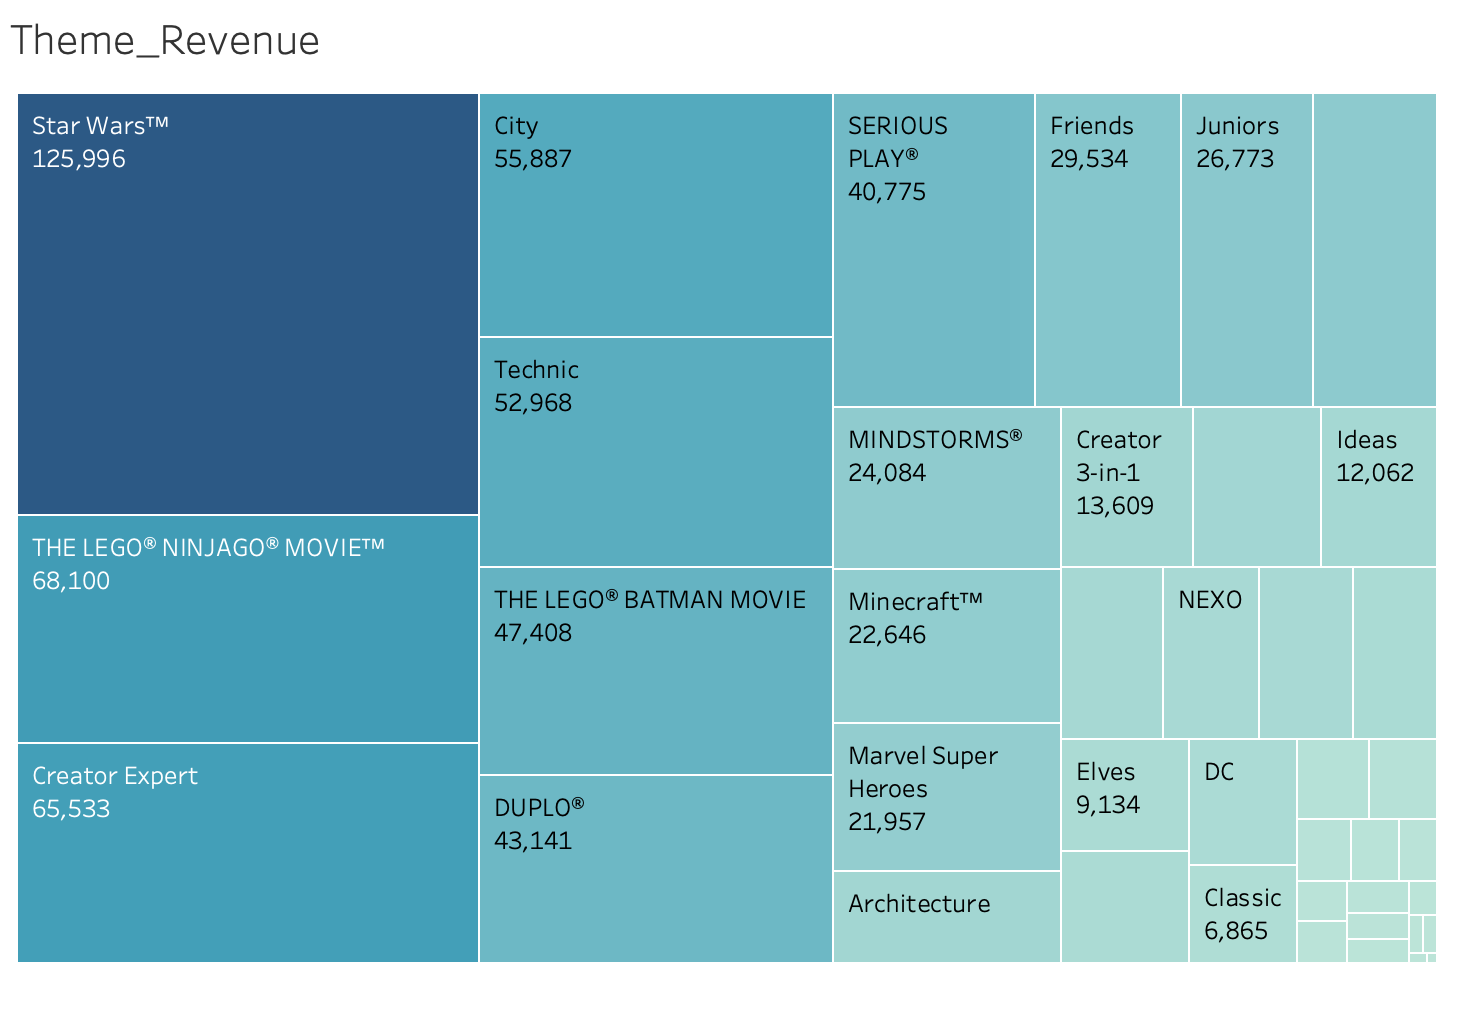 Theme_Revenue
Star Wars™
125,996
THE LEGO® NINJAGO® MOVIE™
68,100
Creator Expert
65,533
City
55,887
Technic
52,968
THE LEGO® BATMAN MOVIE
47,408
DUPLO®
43,141
SERIOUS
PLAY®
40,775
Friends
29,534
Juniors
26,773
MINDSTORMS®
24,084
Creator
3-in-1
13,609
Ideas
12,062
Minecraft™
22,646
NEXO
Marvel Super
Heroes
21,957
Elves
9,134
DC
Architecture
Classic
6,865